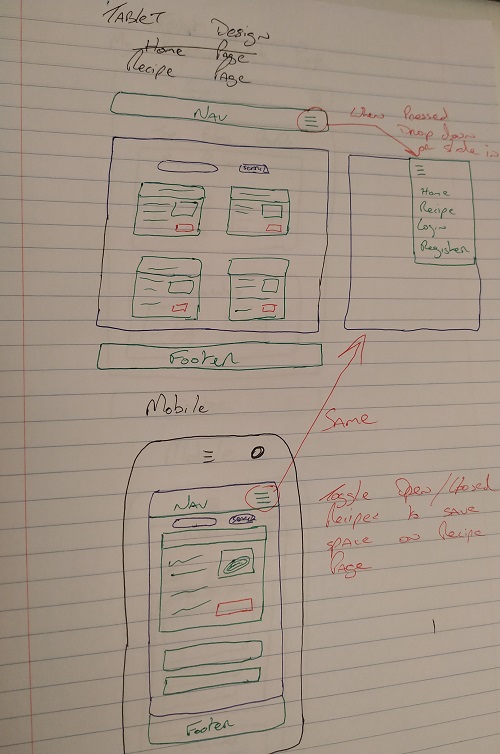 TABLET Design
Home Page
Recipe Page
NAV
When Pressed
Drop down
or slide in
Home
Recipe
Login
Register
Search
Footer
Mobile
SAME
NAV
Search
Toggle Open/Closed
Recipes to save
space on Recipe
Page
Footer